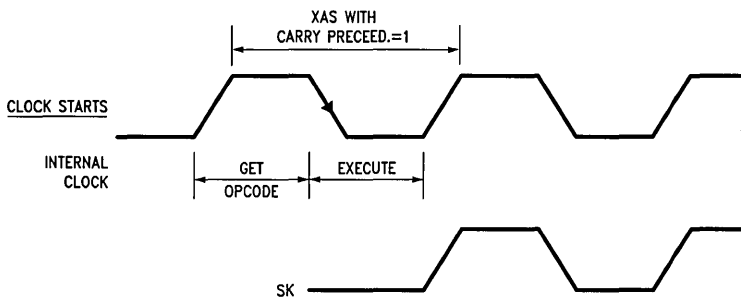 XAS WITH
CARRY PRECEED.=1
CLOCK STARTS
INTERNAL
CLOCK
GET
OPCODE
EXECUTE
SK